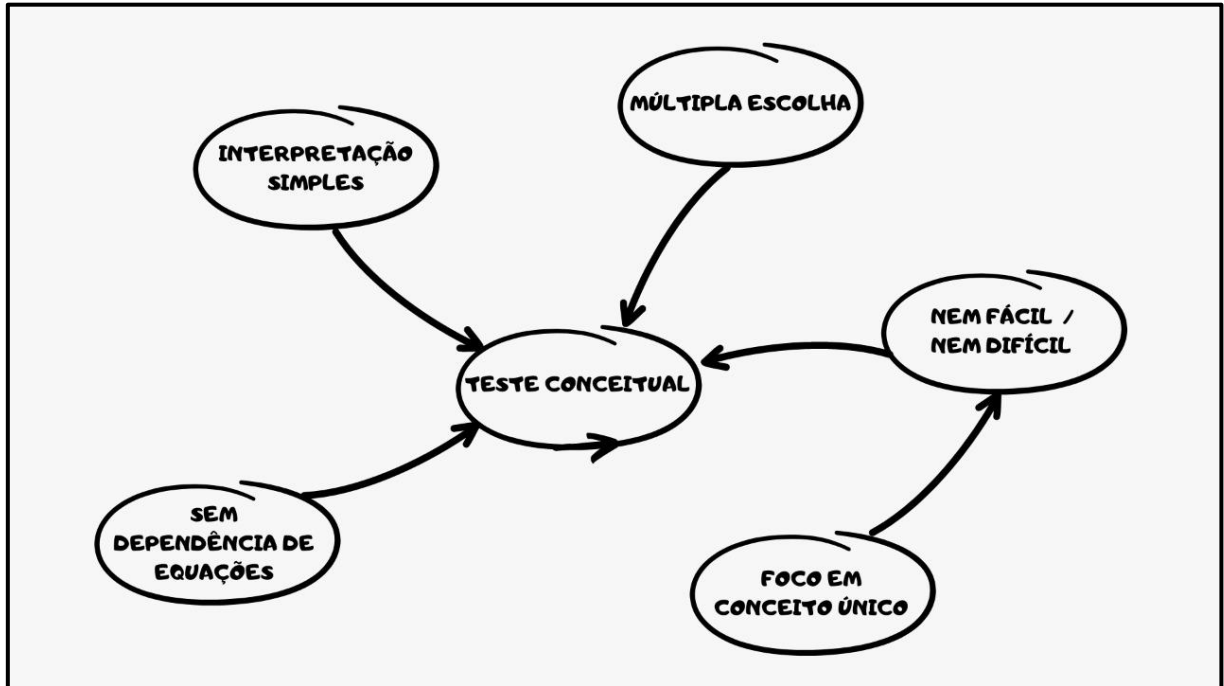 MÚLTIPLA ESCOLHA
INTERPRETAÇÃO
SIMPLES
NEM FÁCIL /
NEM DIFÍCIL
TESTE CONCEITUAL
SEM
DEPENDÊNCIA DE
EQUAÇÕES
FOCO EM
CONCEITO ÚNICO